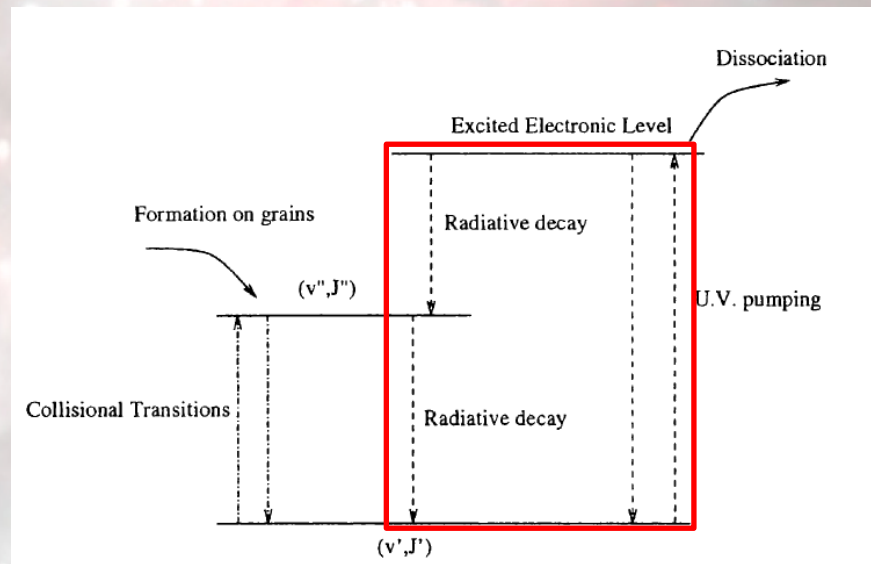 Dissociation
Excited Electronic Level
Formation on grains
Radiative decay
(v",J")
U.V. pumping
Collisional Transitions
Radiative decay
(v',J')